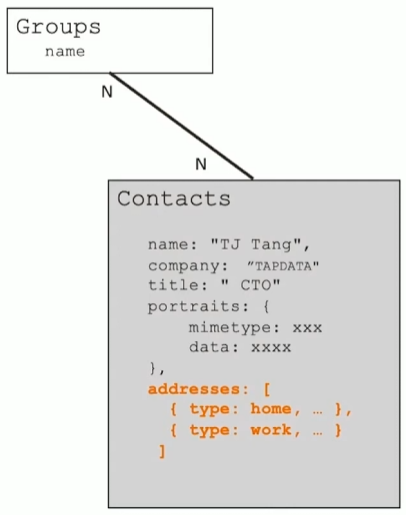 Groups
name
N
N
Contacts
name: "TJ Tang",
company: "TAPDATA"
title: " CTO"
portraits: {
mimetype: xxx
data: xxxx
},
addresses: [
{ type: home, … },
{ type: work, … }
]